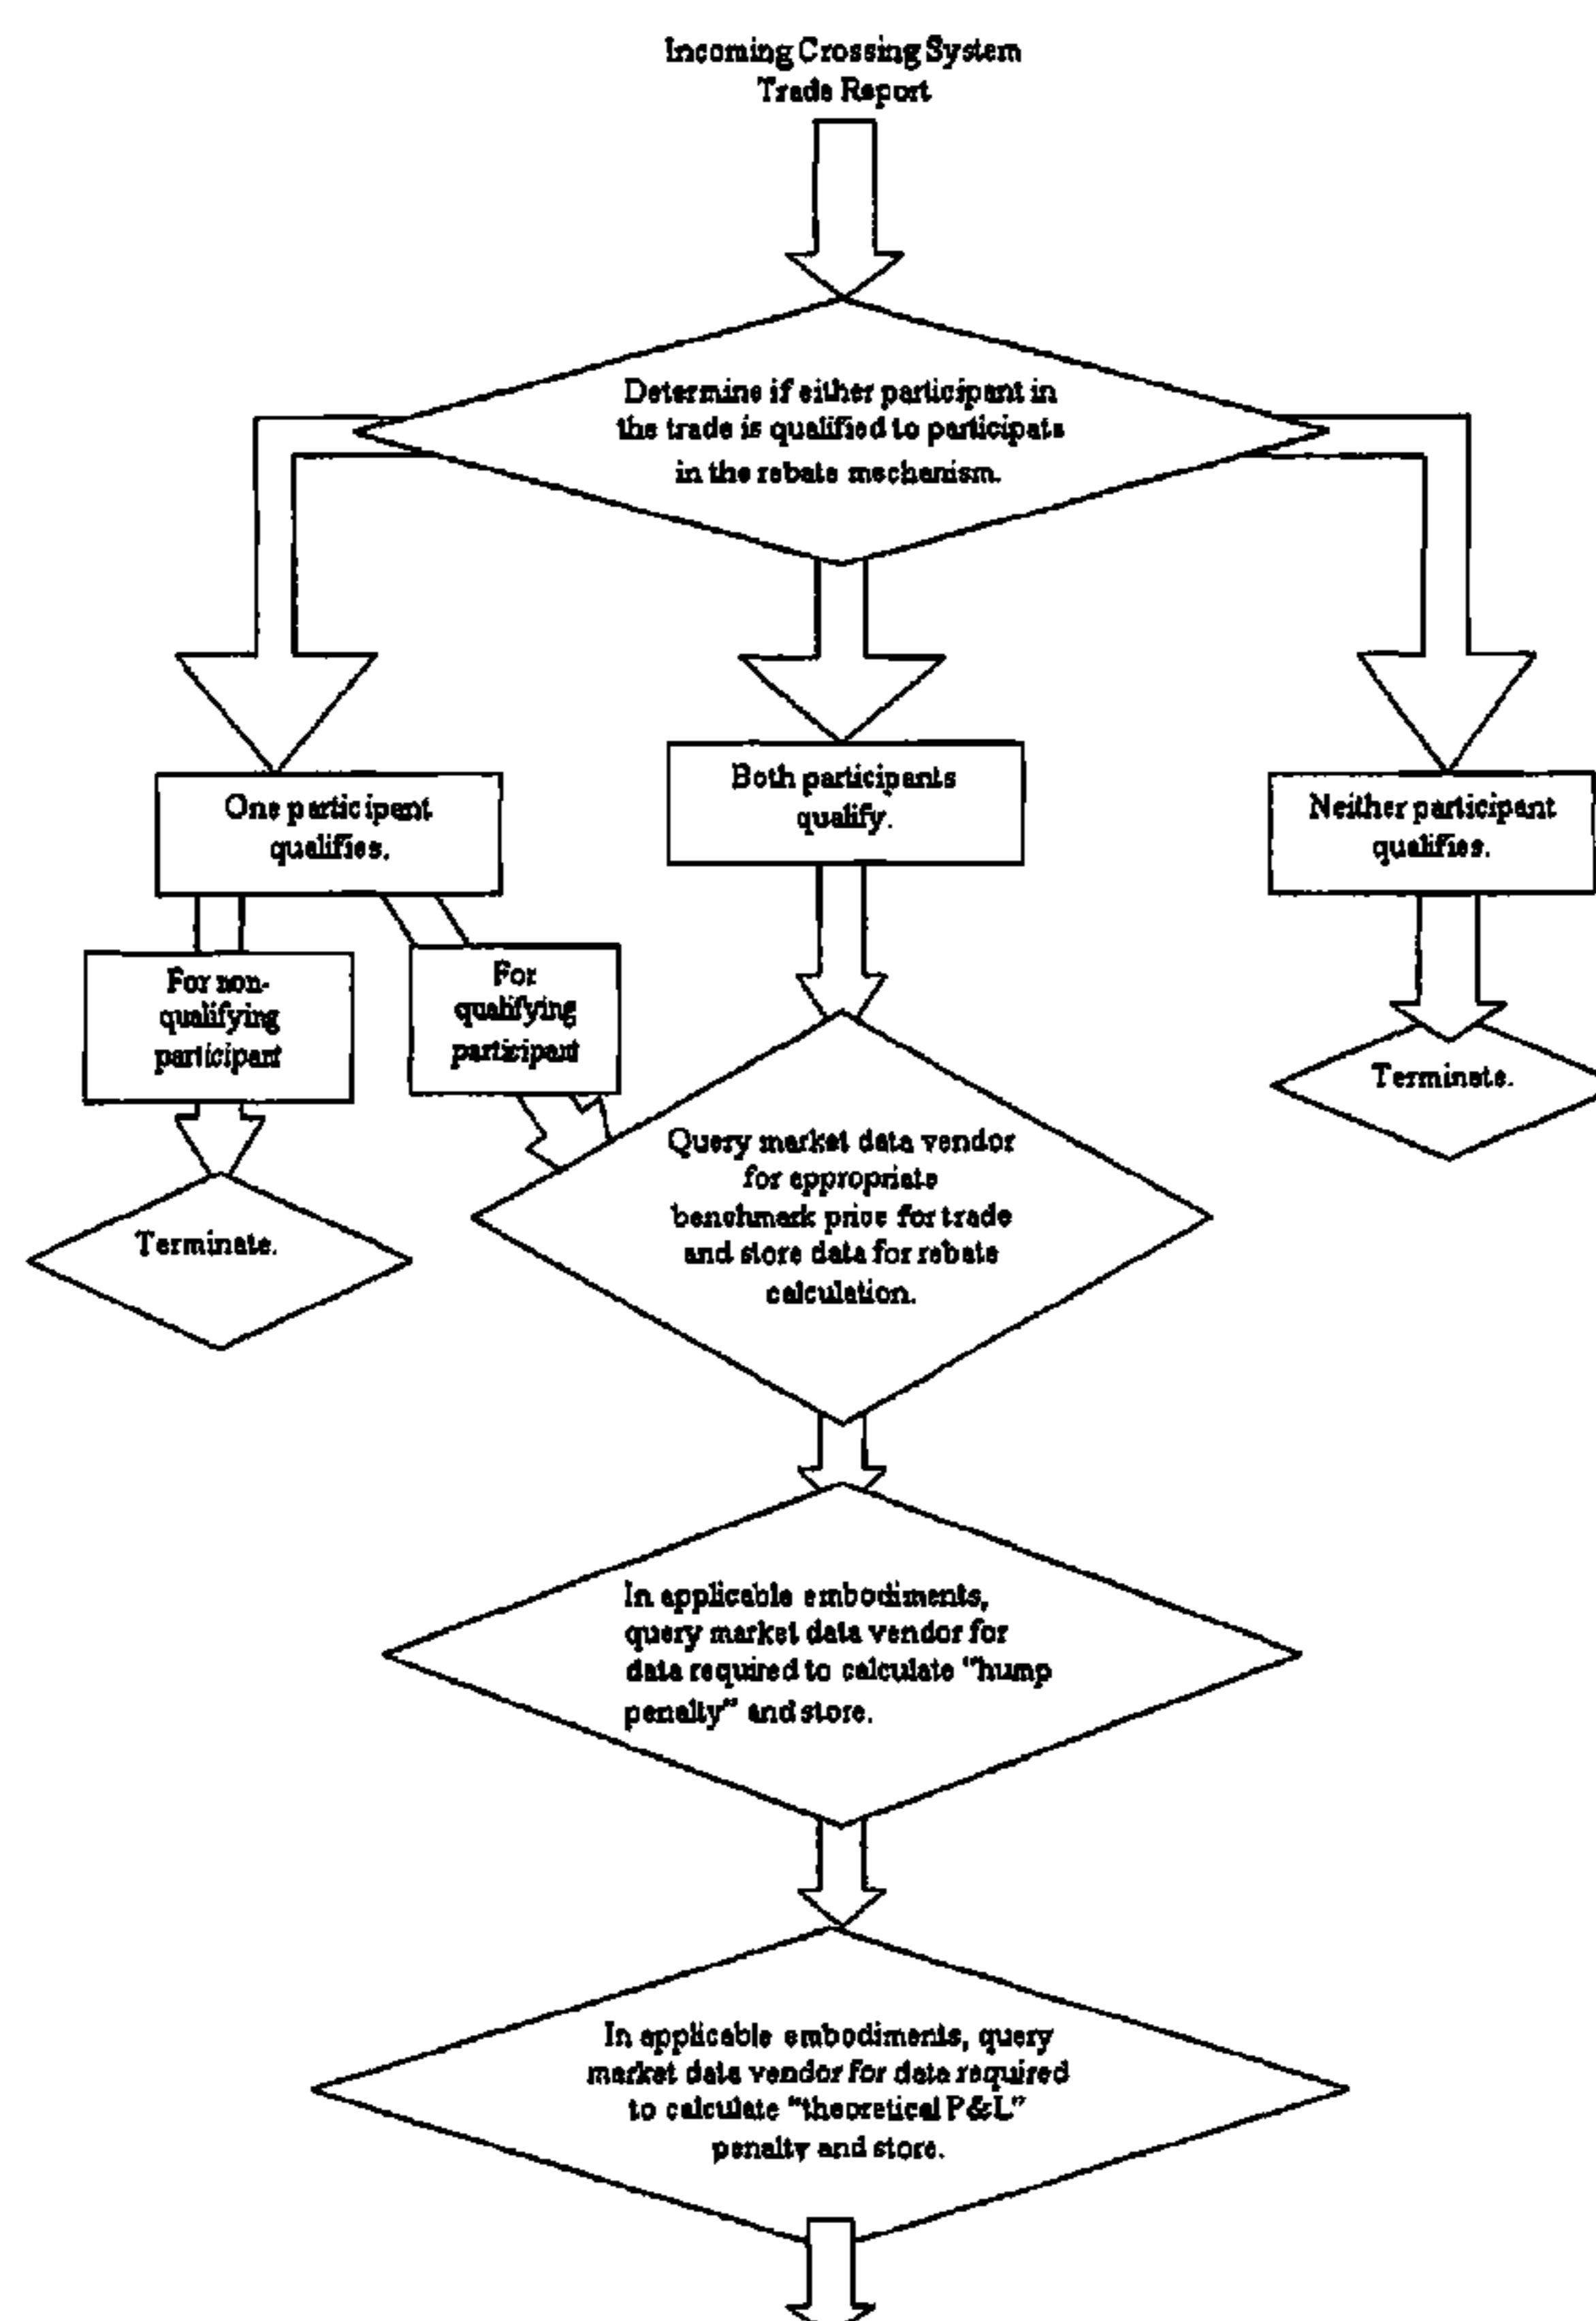 Incoming Crossing System
Trade Report
Determine if either participant in
the trade is qualified to participate
in the rebate mechanism.
One participant
qualifies.
Both participants
qualify.
Neither participant
qualifies.
For non-
qualifying
participant
For
qualifying
participant
Terminate.
Query market data vendor
for appropriate
benchmark price for trade
and store data for rebate
calculation.
Terminate.
In applicable embodiments,
query market data vendor for
data required to calculate "hump
penalty" and store.
In applicable embodiments, query
market data vendor for data required
to calculate "theoretical P&L"
penalty and store.